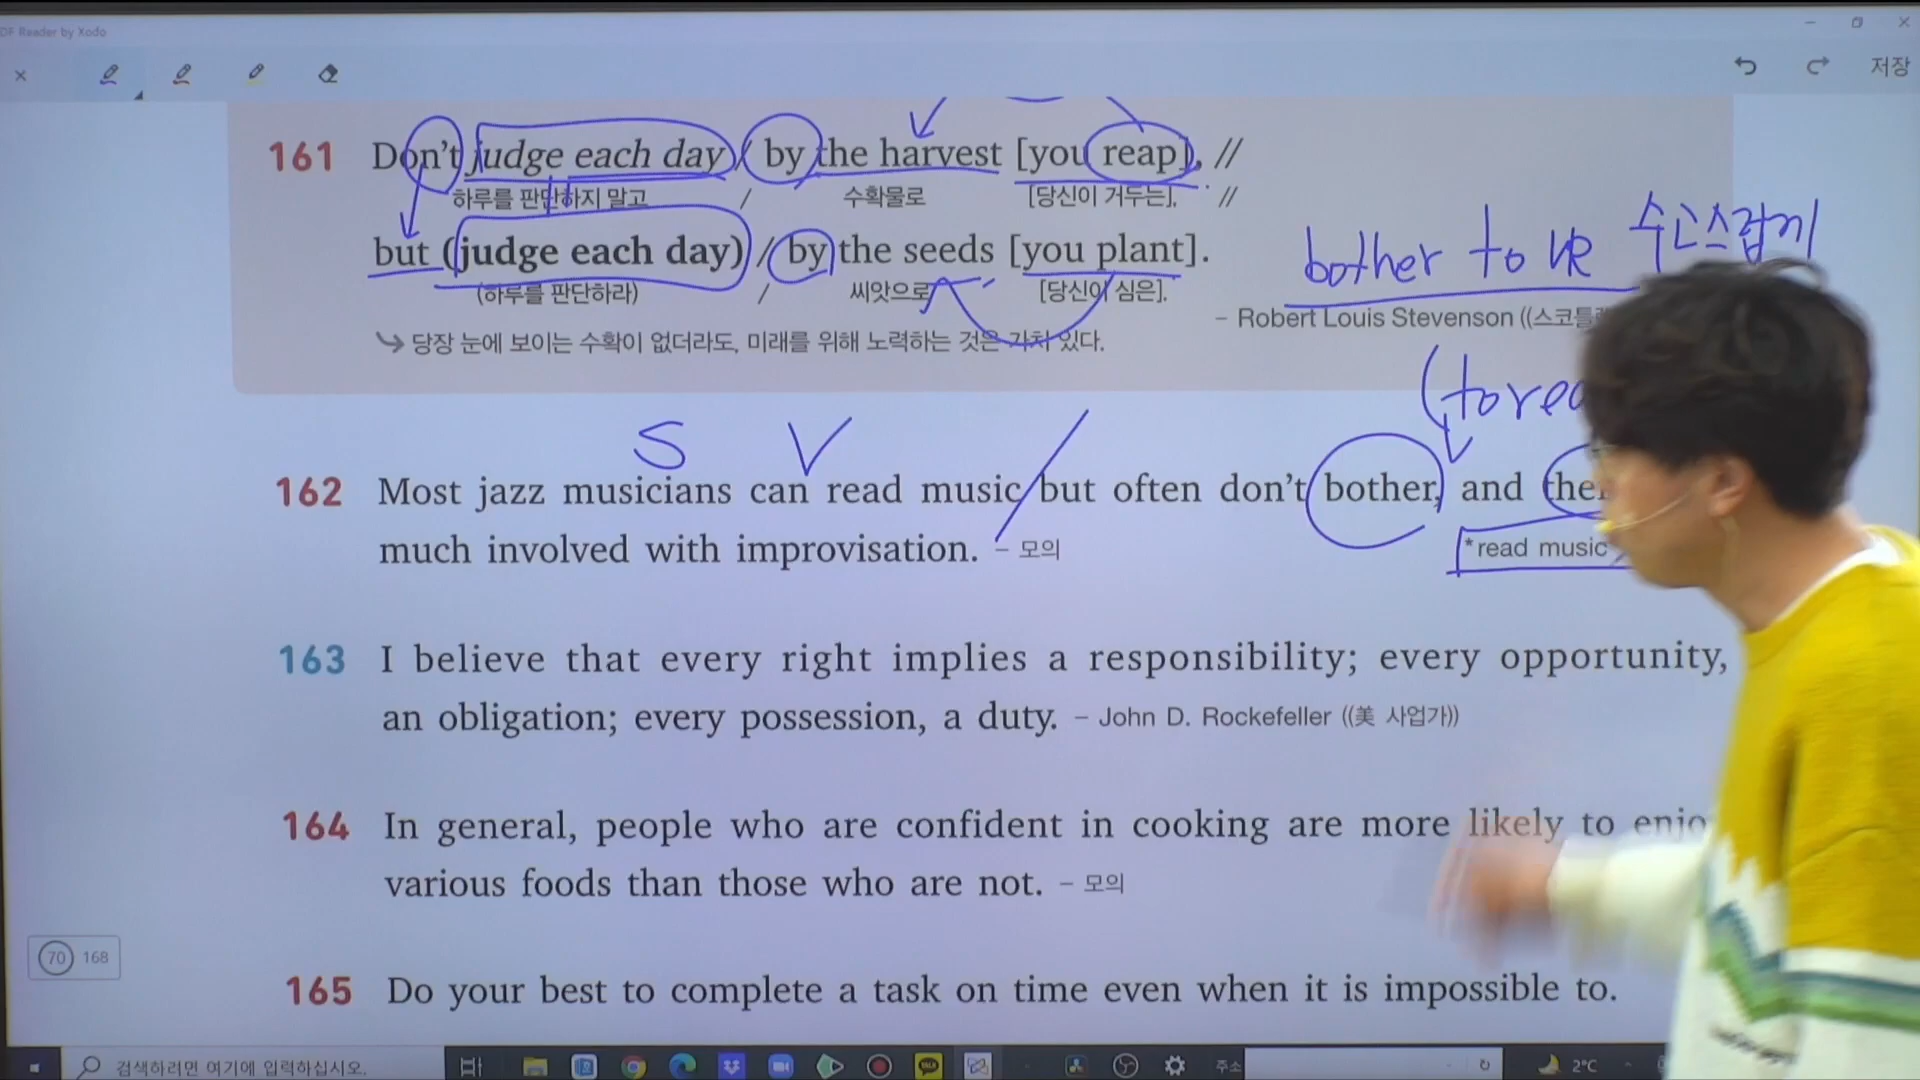 DF Reader by Xodo
저장
161 Don't judge each day / by the harvest [you reap], //
하루를 판단하지 말고 / 수확물로 [당신이 거두는], //
but (judge each day) / by the seeds [you plant].
(하루를 판단하라) / 씨앗으로 [당신이 심은].
bother to VR 수고스럽게
– Robert Louis Stevenson
당장 눈에 보이는 수확이 없더라도, 미래를 위해 노력하는 것은 가치 있다.
(to
S V
162 Most jazz musicians can read music / but often don't bother, and
much involved with improvisation. – 모의
*read music
163 I believe that every right implies a responsibility; every opportunity,
an obligation; every possession, a duty. – John D. Rockefeller ((美 사업가))
164 In general, people who are confident in cooking are more likely to
various foods than those who are not. – 모의
70 168
165 Do your best to complete a task on time even when it is impossible to.
검색하려면 여기에 입력하십시오.
주소
2°C